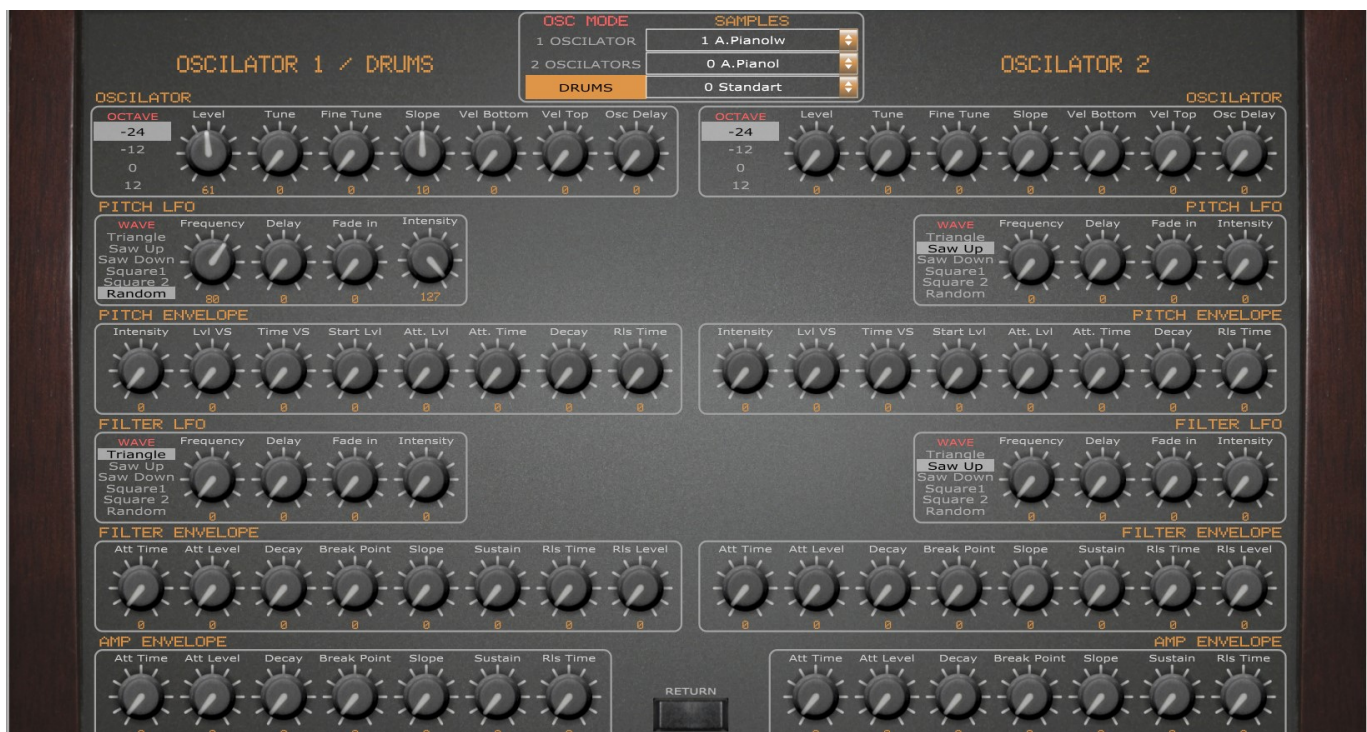 OSC MODE SAMPLES
1 OSCILATOR 1 A.Pianolw
2 OSCILATORS 0 A.Pianol
DRUMS 0 Standart
OSCILATOR 1 / DRUMS
OSCILATOR 2
OSCILATOR
OCTAVE Level Tune Fine Tune Slope Vel Bottom Vel Top Osc Delay
-24
-12
0
12 61 0 0 10 0 0 0
OSCILATOR
OCTAVE Level Tune Fine Tune Slope Vel Bottom Vel Top Osc Delay
-24
-12
0
12 0 0 0 0 0 0 0
PITCH LFO
WAVE Frequency Delay Fade in Intensity
Triangle
Saw Up
Saw Down
Square1
Square 2
Random 80 0 0 127
PITCH LFO
WAVE Frequency Delay Fade in Intensity
Triangle
Saw Up
Saw Down
Square1
Square 2
Random 0 0 0 0
PITCH ENVELOPE
Intensity Lvl VS Time VS Start Lvl Att. Lvl Att. Time Decay Rls Time
0 0 0 0 0 0 0 0
PITCH ENVELOPE
Intensity Lvl VS Time VS Start Lvl Att. Lvl Att. Time Decay Rls Time
0 0 0 0 0 0 0 0
FILTER LFO
WAVE Frequency Delay Fade in Intensity
Triangle
Saw Up
Saw Down
Square1
Square 2
Random 0 0 0 0
FILTER LFO
WAVE Frequency Delay Fade in Intensity
Triangle
Saw Up
Saw Down
Square1
Square 2
Random 0 0 0 0
FILTER ENVELOPE
Att Time Att Level Decay Break Point Slope Sustain Rls Time Rls Level
0 0 0 0 0 0 0 0
FILTER ENVELOPE
Att Time Att Level Decay Break Point Slope Sustain Rls Time Rls Level
0 0 0 0 0 0 0 0
AMP ENVELOPE
Att Time Att Level Decay Break Point Slope Sustain Rls Time
AMP ENVELOPE
Att Time Att Level Decay Break Point Slope Sustain Rls Time
RETURN